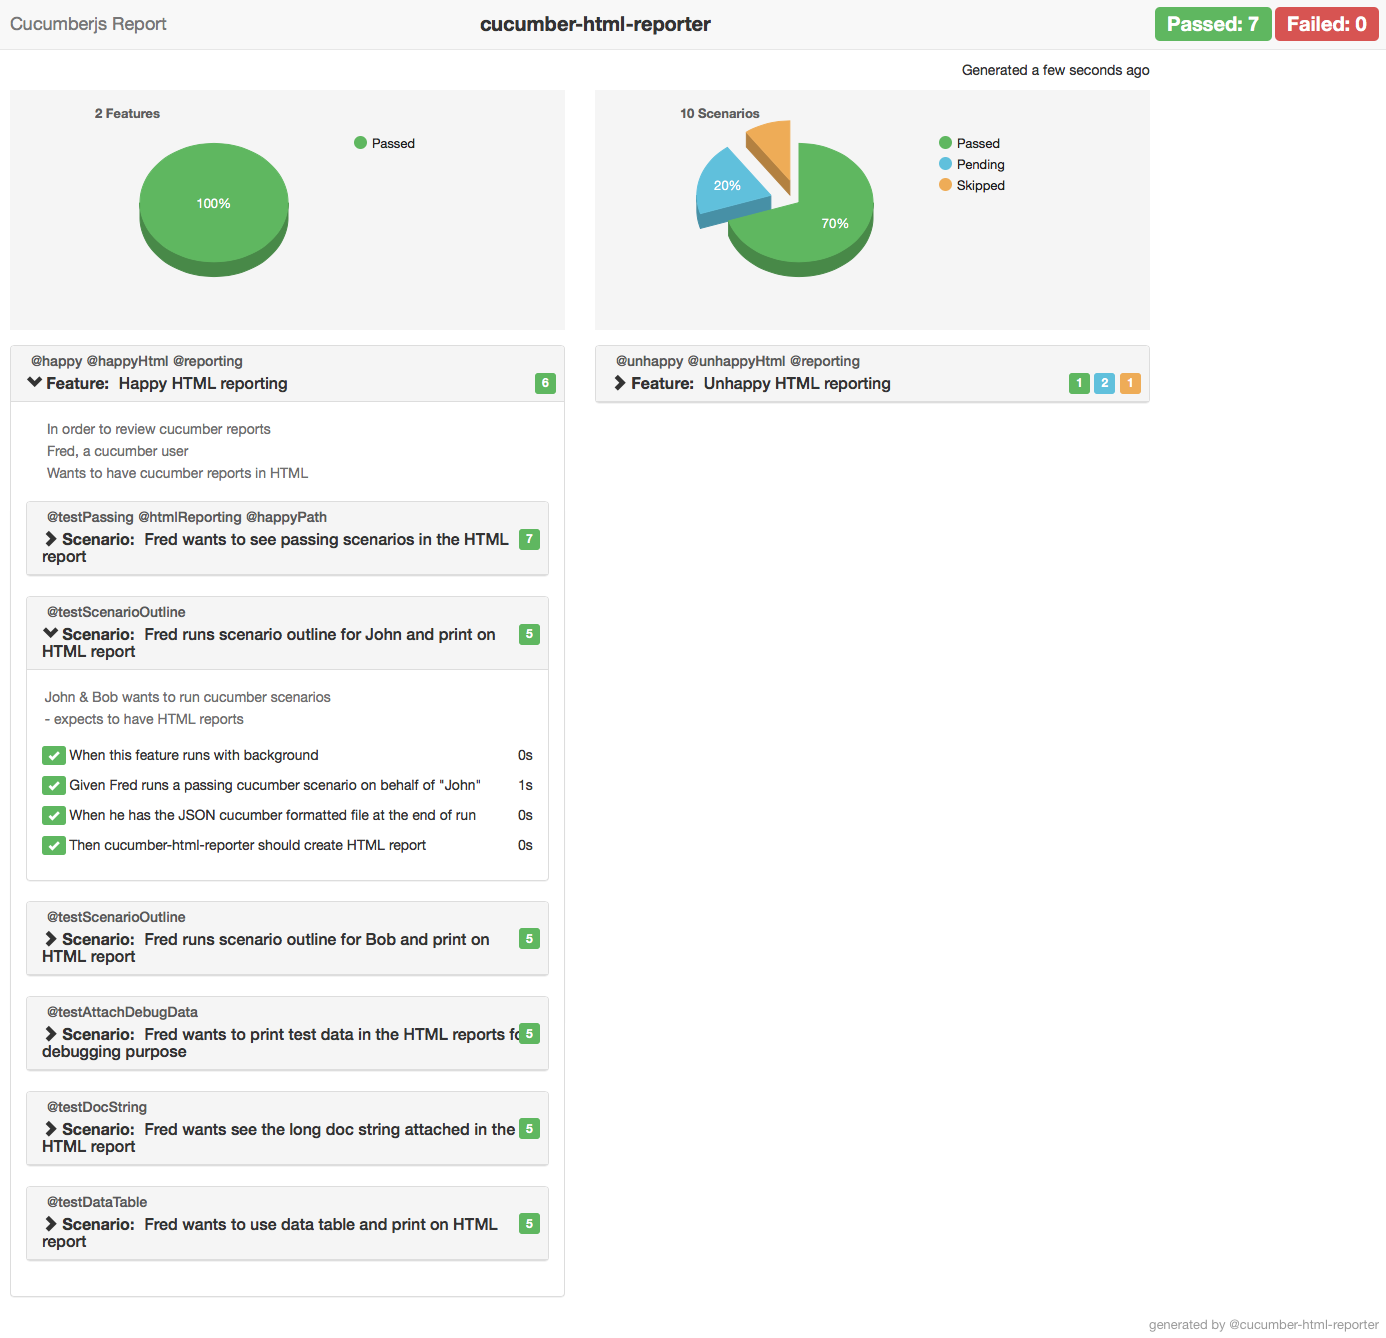 Cucumberjs Report
cucumber-html-reporter
Passed: 7
Failed: 0
Generated a few seconds ago
2 Features
Passed
100%
10 Scenarios
Passed
Pending
Skipped
20%
70%
@happy @happyHtml @reporting
Feature: Happy HTML reporting
6
In order to review cucumber reports
Fred, a cucumber user
Wants to have cucumber reports in HTML
@testPassing @htmlReporting @happyPath
Scenario: Fred wants to see passing scenarios in the HTML
report
7
@testScenarioOutline
Scenario: Fred runs scenario outline for John and print on
HTML report
5
John & Bob wants to run cucumber scenarios
- expects to have HTML reports
When this feature runs with background 0s
Given Fred runs a passing cucumber scenario on behalf of "John" 1s
When he has the JSON cucumber formatted file at the end of run 0s
Then cucumber-html-reporter should create HTML report 0s
@testScenarioOutline
Scenario: Fred runs scenario outline for Bob and print on
HTML report
5
@testAttachDebugData
Scenario: Fred wants to print test data in the HTML reports
debugging purpose
5
@testDocString
Scenario: Fred wants see the long doc string attached in the
HTML report
5
@testDataTable
Scenario: Fred wants to use data table and print on HTML
report
5
@unhappy @unhappyHtml @reporting
Feature: Unhappy HTML reporting
1 2 1
generated by @cucumber-html-reporter